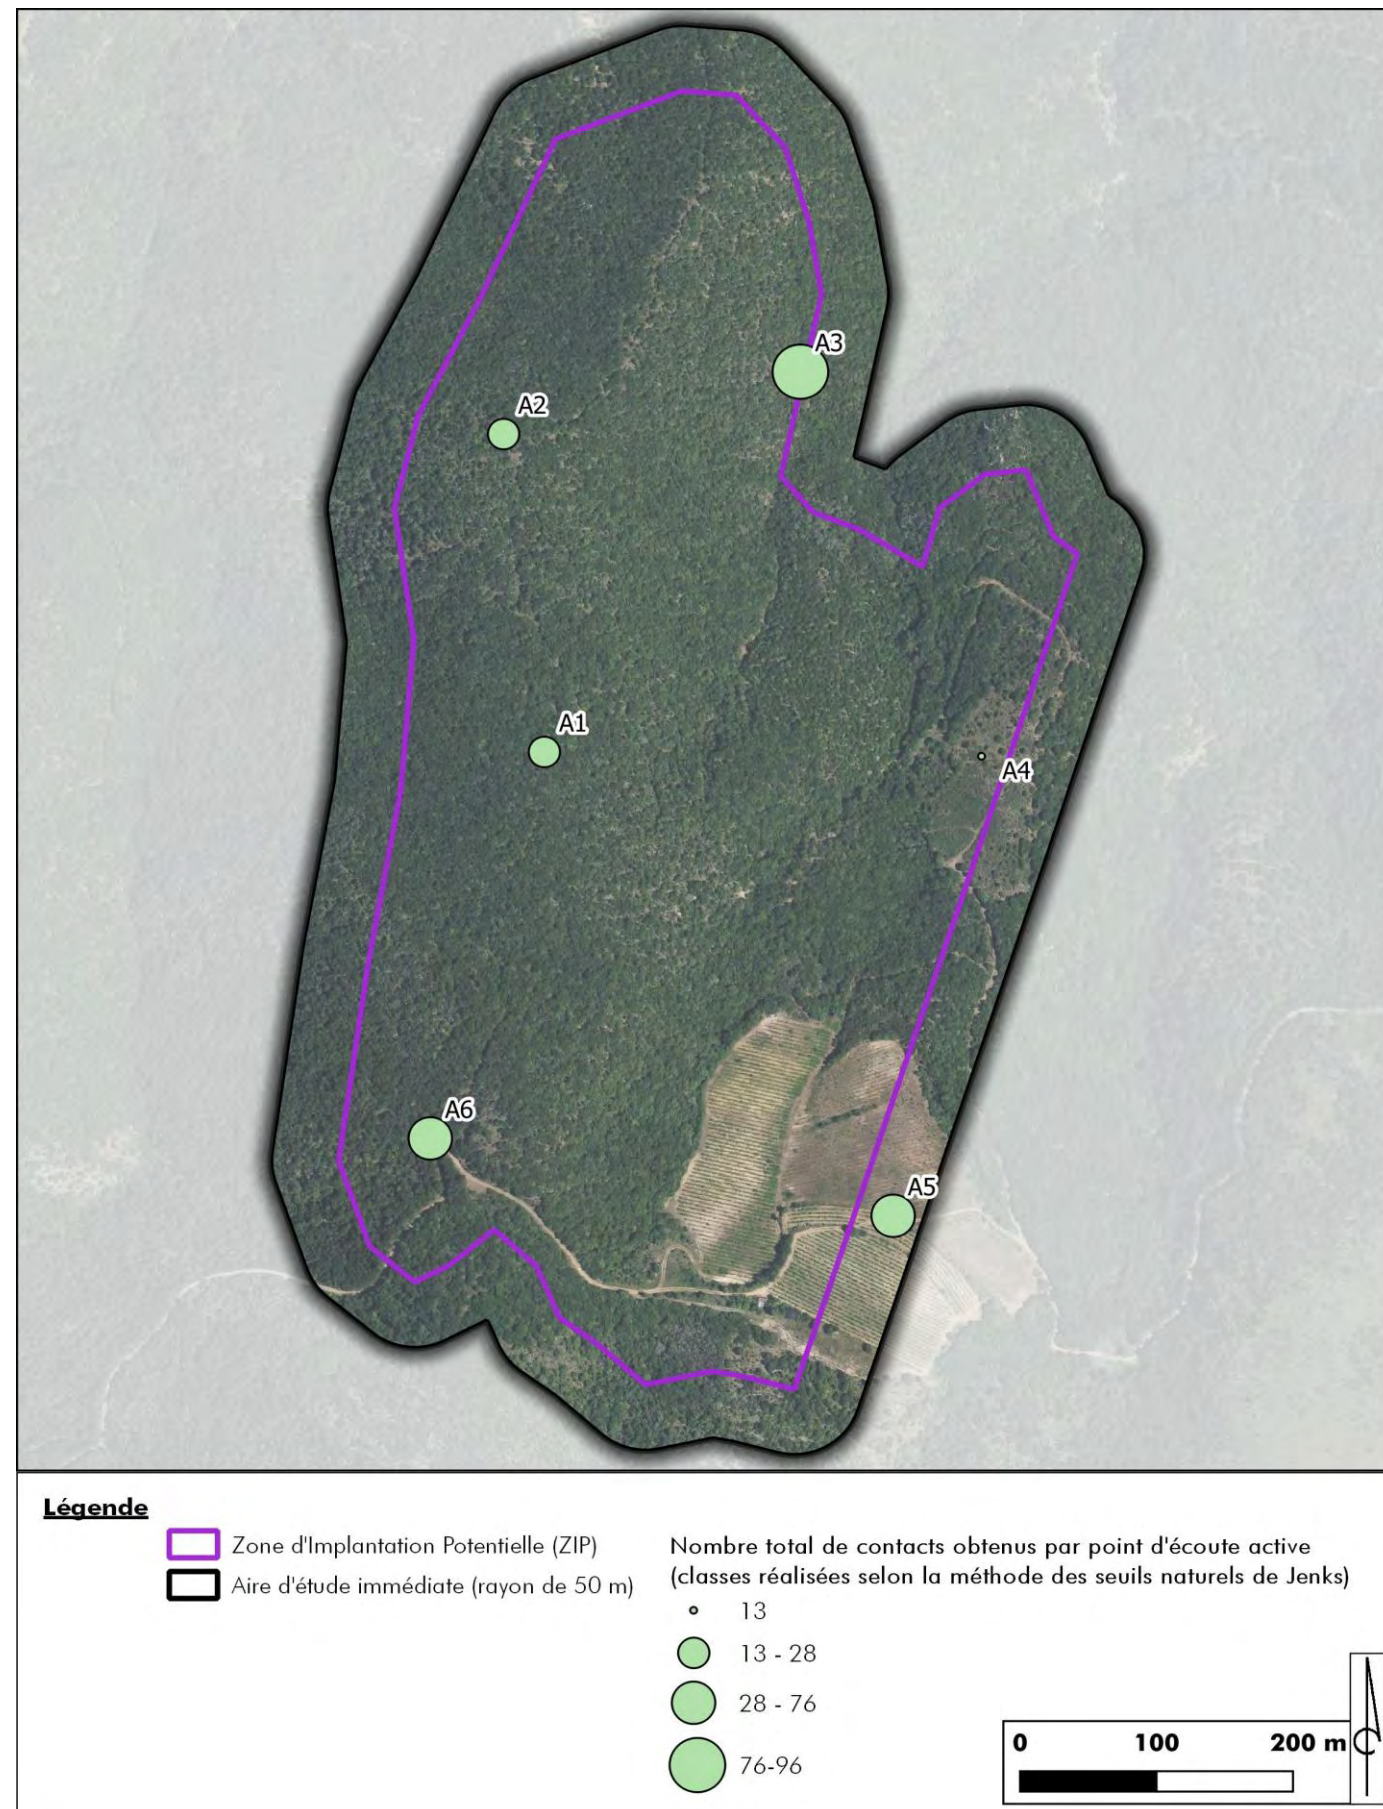 A3
A2
A1
A4
A6
A5
Légende
Zone d'Implantation Potentielle (ZIP)
Aire d'étude immédiate (rayon de 50 m)
Nombre total de contacts obtenus par point d'écoute active
(classes réalisées selon la méthode des seuils naturels de Jenks)
13
13 - 28
28 - 76
76-96
0 100 200 m